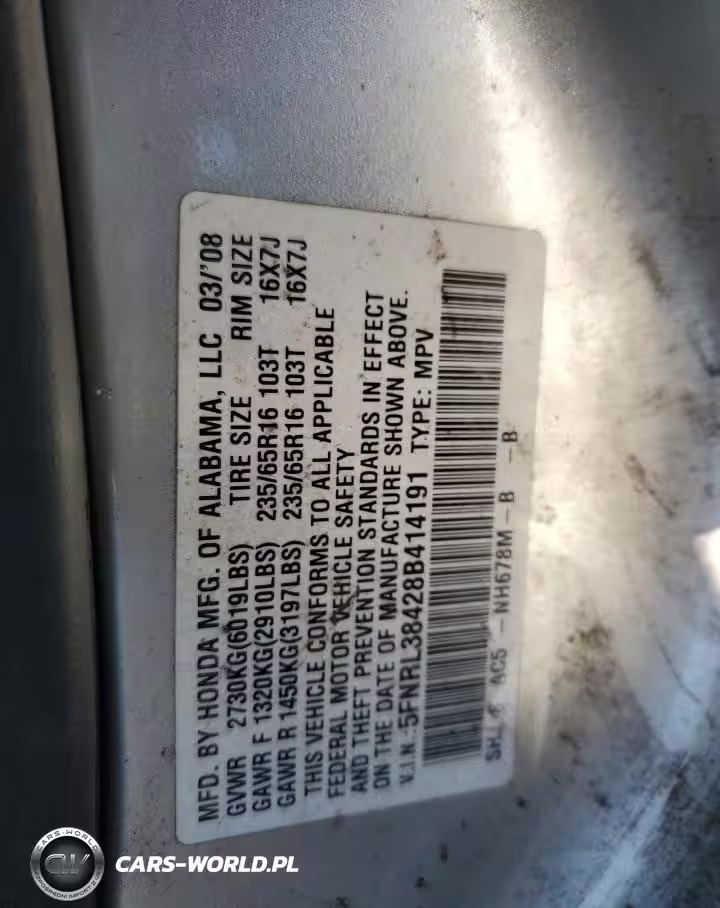 MFD. BY HONDA MFG. OF ALABAMA, LLC 03/'08
GVWR 2730KG(6019LBS) TIRE SIZE RIM SIZE
GAWR F 1320KG(2910LBS) 235/65R16 103T 16X7J
GAWR R 1450KG(3197LBS) 235/65R16 103T 16X7J
THIS VEHICLE CONFORMS TO ALL APPLICABLE
FEDERAL MOTOR VEHICLE SAFETY
AND THEFT PREVENTION STANDARDS IN EFFECT
ON THE DATE OF MANUFACTURE SHOWN ABOVE.
V.I.N.:5FNRL38428B414191 TYPE: MPV
NH678M - B - B
CARS-WORLD
CW
CARS-WORLD.PL